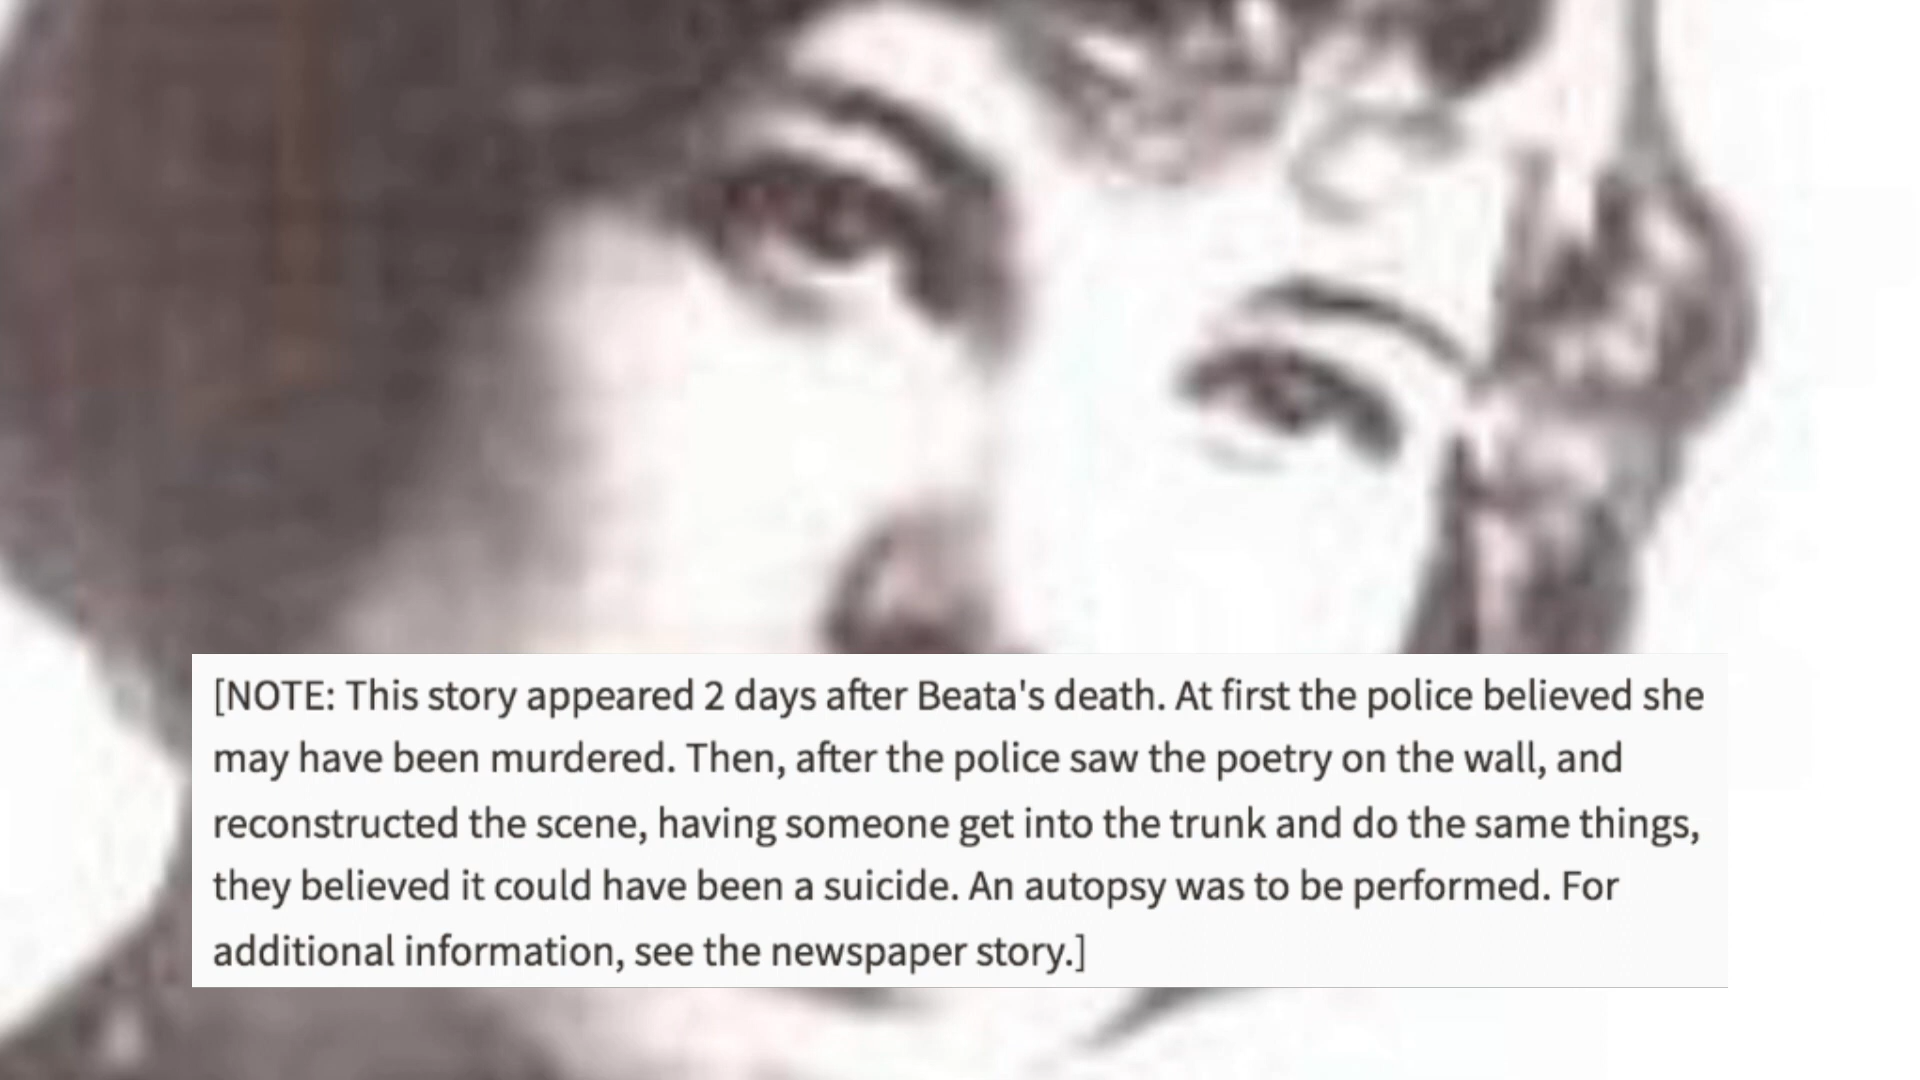 [NOTE: This story appeared 2 days after Beata's death. At first the police believed she
may have been murdered. Then, after the police saw the poetry on the wall, and
reconstructed the scene, having someone get into the trunk and do the same things,
they believed it could have been a suicide. An autopsy was to be performed. For
additional information, see the newspaper story.]